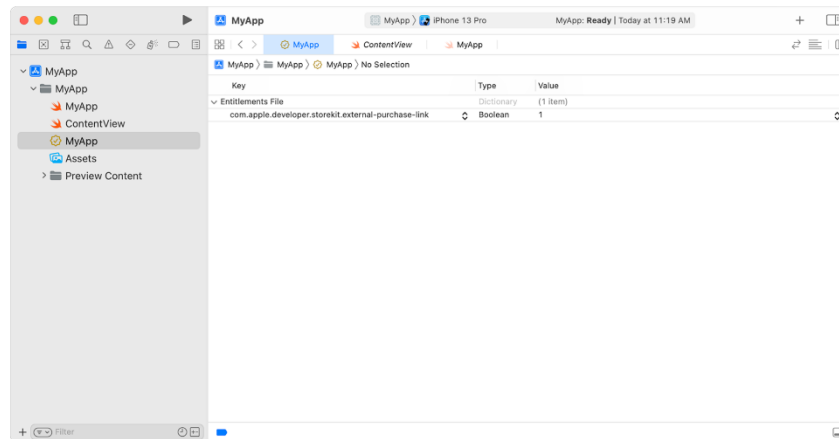 MyApp
MyApp 〉 iPhone 13 Pro
MyApp: Ready | Today at 11:19 AM
MyApp
ContentView
MyApp
MyApp 〉 MyApp 〉 MyApp 〉 No Selection
MyApp
MyApp
MyApp
ContentView
MyApp
Assets
Preview Content
Key Type Value
Entitlements File Dictionary (1 item)
com.apple.developer.storekit.external-purchase-link Boolean 1
Filter